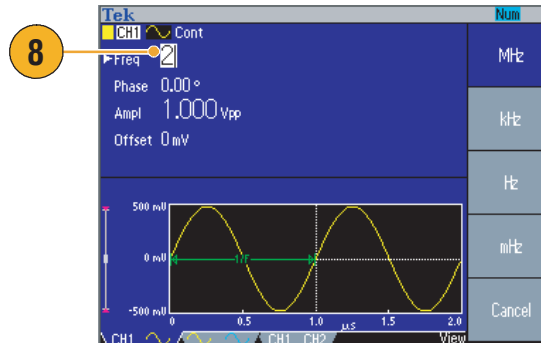 Tek
Num
CH1 Cont
8
Freq 2
Phase 0.00 °
Ampl 1.000 Vpp
Offset 0 mV
MHz
kHz
Hz
mHz
Cancel
500 mV
0 mV
-500 mV
1/F
0 0.5 1.0 1.5 2.0
µs
CH1 CH1 CH2 View